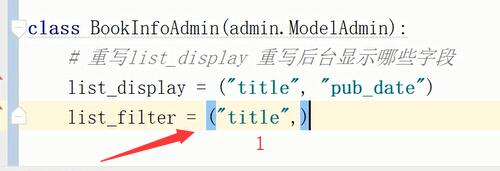 class BookInfoAdmin(admin.ModelAdmin):
# 重写list_display 重写后台显示哪些字段
list_display = ("title", "pub_date")
list_filter = ("title",)
1